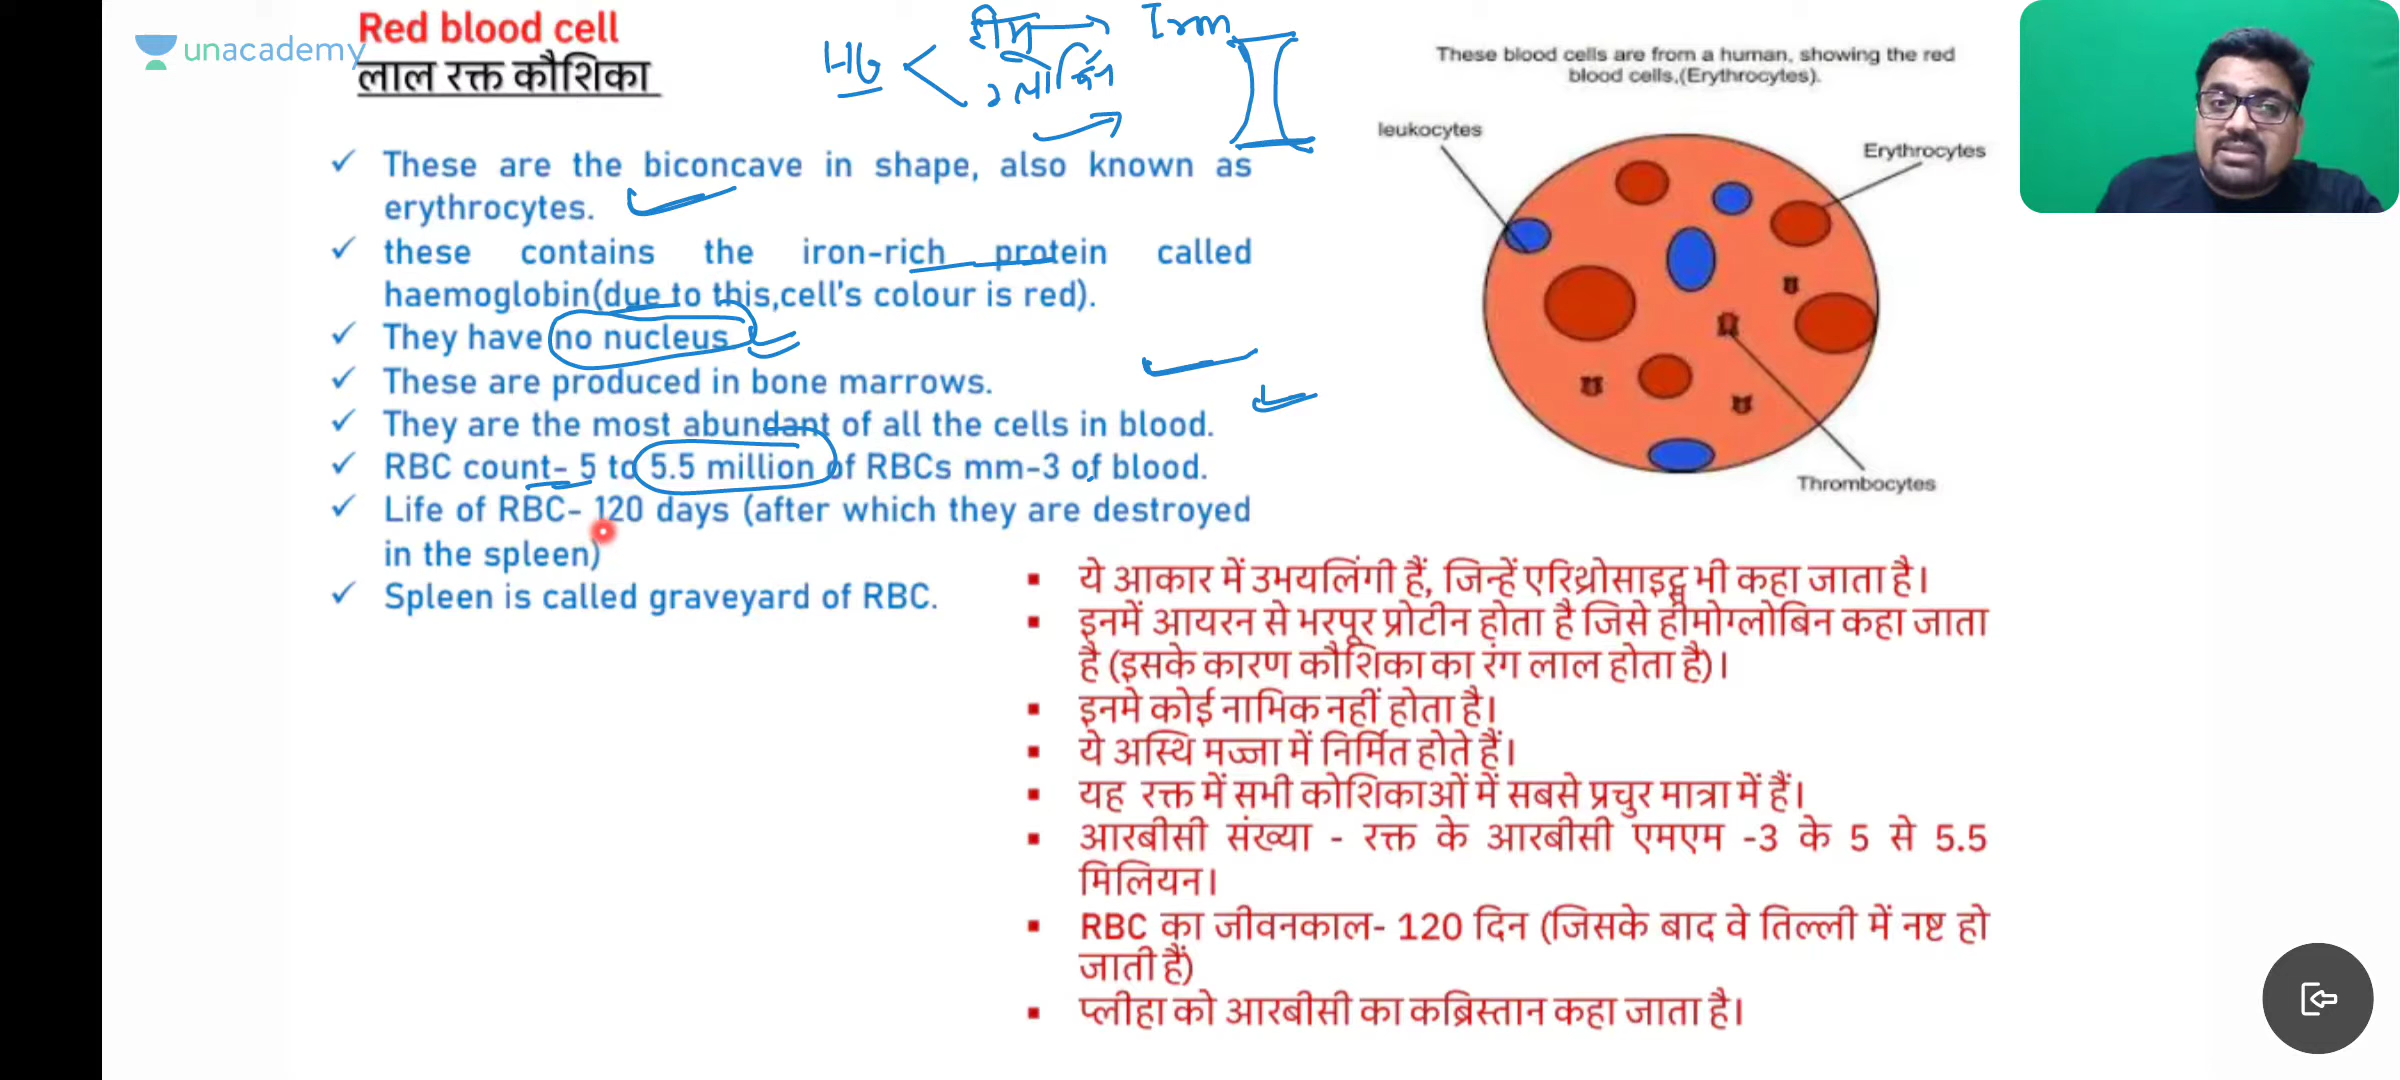 Red blood cell
unacademy
लाल रक्त कौशिका
HG
हीम
Iron
ग्लोबिन
These are the biconcave in shape, also known as
erythrocytes.
these contains the iron-rich protein called
haemoglobin(due to this,cell's colour is red).
They have no nucleus
These are produced in bone marrows.
They are the most abundant of all the cells in blood.
RBC count- 5 to 5.5 million of RBCs mm-3 of blood.
Life of RBC- 120 days (after which they are destroyed
in the spleen)
Spleen is called graveyard of RBC.
These blood cells are from a human, showing the red
blood cells,(Erythrocytes).
leukocytes
Erythrocytes
Thrombocytes
ये आकार में उभयलिंगी हैं, जिन्हें एरिथ्रोसाइट्स भी कहा जाता है।
इनमें आयरन से भरपूर प्रोटीन होता है जिसे हीमोग्लोबिन कहा जाता
है (इसके कारण कौशिका का रंग लाल होता है)।
इनमे कोई नाभिक नहीं होता है।
ये अस्थि मज्जा में निर्मित होते हैं।
यह रक्त में सभी कोशिकाओं में सबसे प्रचुर मात्रा में हैं।
आरबीसी संख्या - रक्त के आरबीसी एमएम -3 के 5 से 5.5
मिलियन।
RBC का जीवनकाल- 120 दिन (जिसके बाद वे तिल्ली में नष्ट हो
जाती हैं)
प्लीहा को आरबीसी का कब्रिस्तान कहा जाता है।